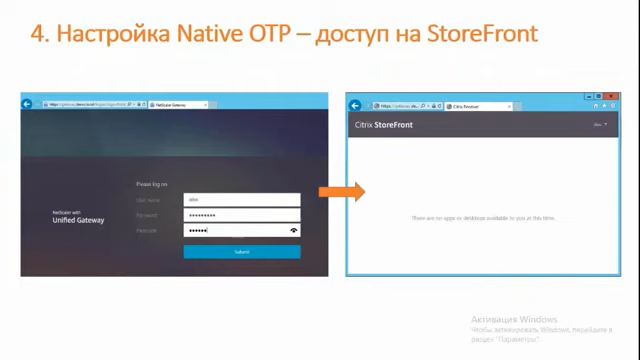 4. Настройка Native OTP – доступ на StoreFront
NetScaler Gateway
Citrix Receiver
Citrix StoreFront
Please log on
User name
Password
Passcode
NetScaler with
Unified Gateway
Submit
There are no apps or desktops available to you at this time.
Активация Windows
Чтобы активировать Windows, перейдите в
раздел "Параметры".